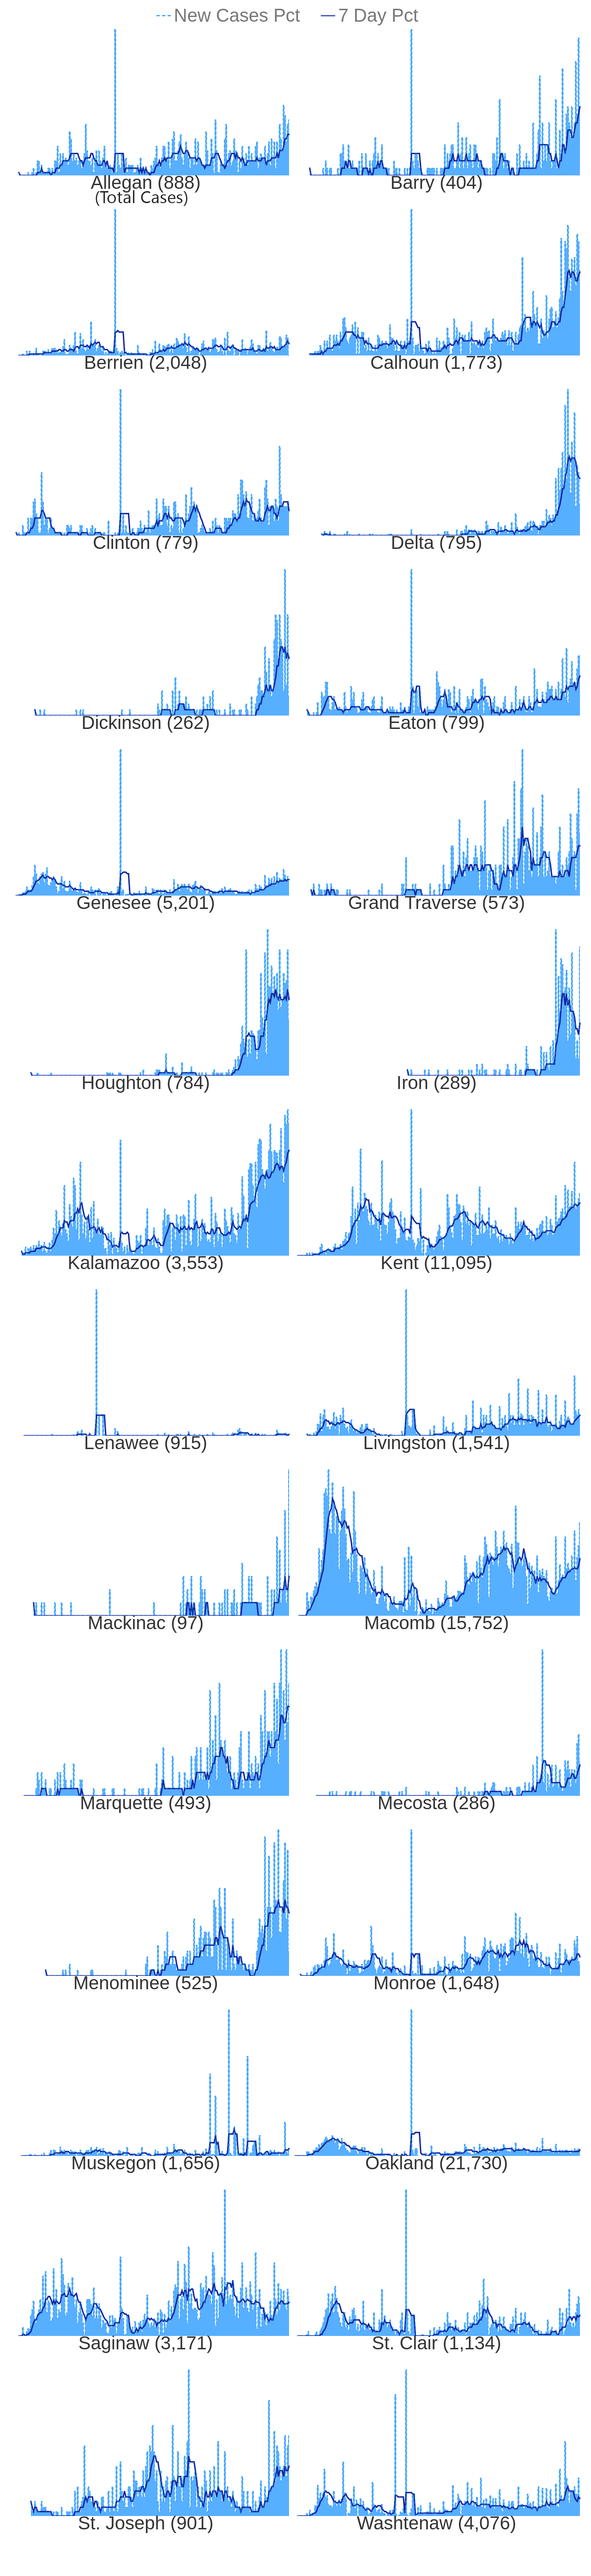 New Cases Pct 7 Day Pct
Allegan (888) Barry (404)
(Total Cases)
Berrien (2,048) Calhoun (1,773)
Clinton (779) Delta (795)
Dickinson (262) Eaton (799)
Genesee (5,201) Grand Traverse (573)
Houghton (784) Iron (289)
Kalamazoo (3,553) Kent (11,095)
Lenawee (915) Livingston (1,541)
Mackinac (97) Macomb (15,752)
Marquette (493) Mecosta (286)
Menominee (525) Monroe (1,648)
Muskegon (1,656) Oakland (21,730)
Saginaw (3,171) St. Clair (1,134)
St. Joseph (901) Washtenaw (4,076)